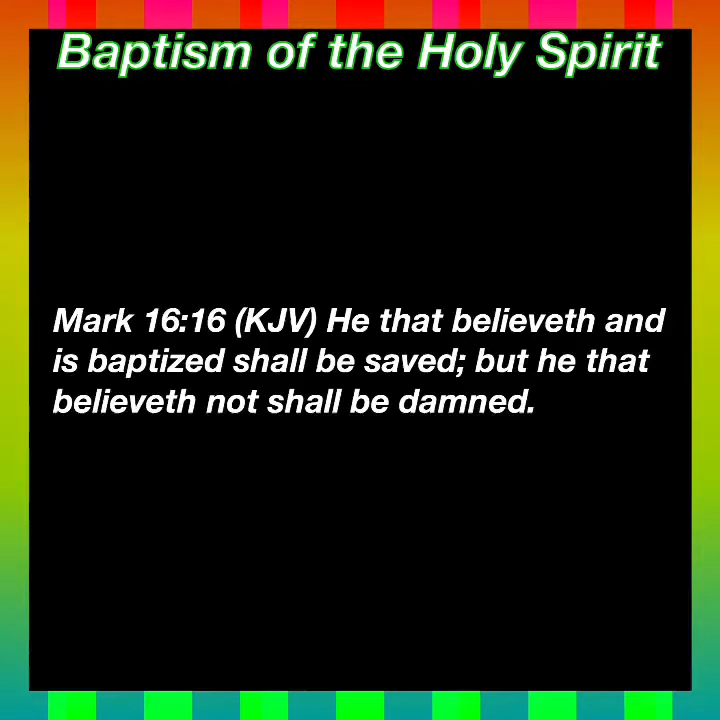 Baptism of the Holy Spirit
Mark 16:16 (KJV) He that believeth and
is baptized shall be saved; but he that
believeth not shall be damned.